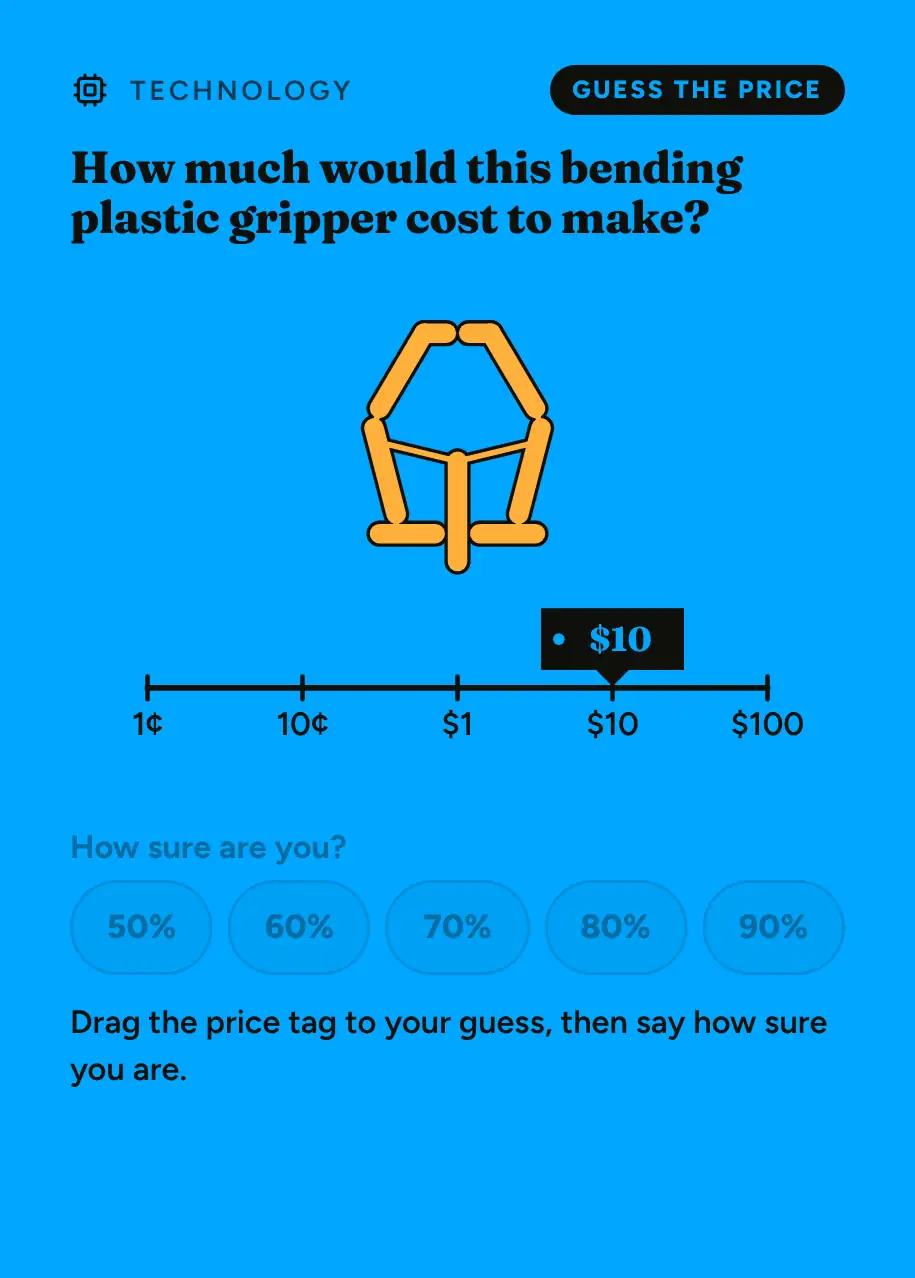 TECHNOLOGY
GUESS THE PRICE
How much would this bending
plastic gripper cost to make?
$10
1¢
10¢
$1
$10
$100
How sure are you?
50%
60%
70%
80%
90%
Drag the price tag to your guess, then say how sure
you are.